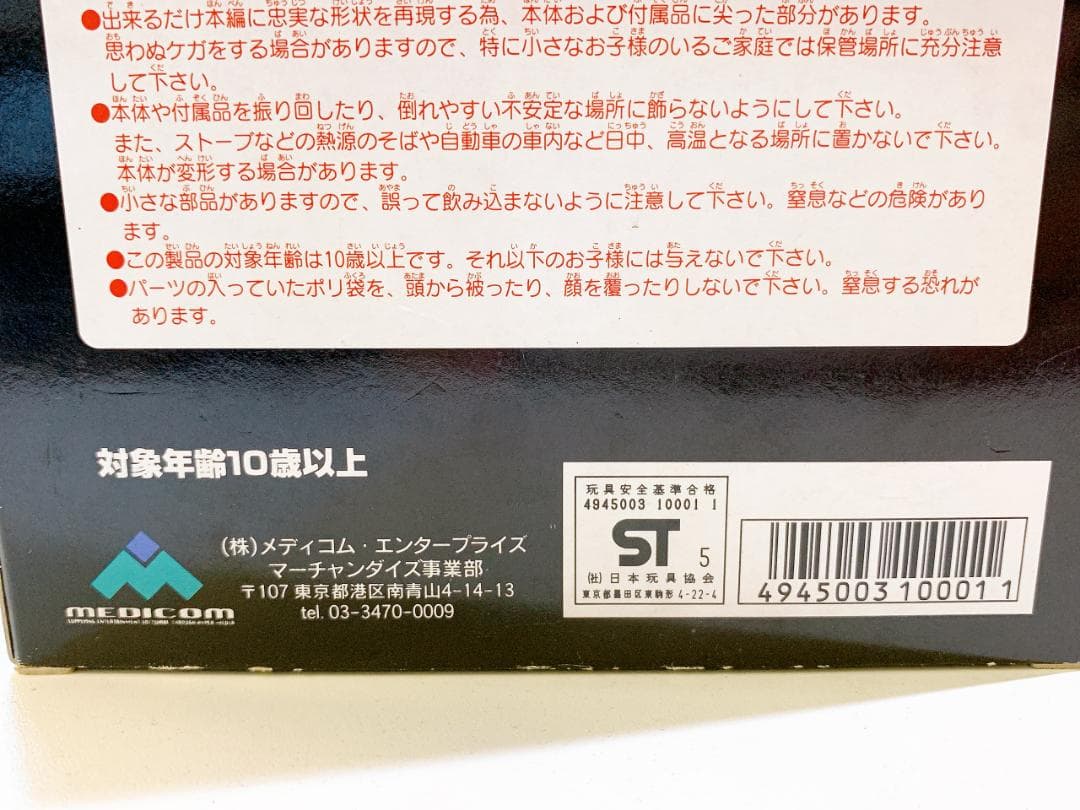 ●出来るだけ本編に忠実な形状を再現する為、本体および付属品に尖った部分があります。
思わぬケガをする場合がありますので、特に小さなお子様のいるご家庭では保管場所に充分注意
して下さい。
●本体や付属品を振り回したり、倒れやすい不安定な場所に飾らないようにして下さい。
また、ストーブなどの熱源のそばや自動車の車内など日中、高温となる場所に置かないで下さい。
本体が変形する場合があります。
●小さな部品がありますので、誤って飲み込まないように注意して下さい。窒息などの危険があり
ます。
●この製品の対象年齢は10歳以上です。それ以下のお子様には与えないで下さい。
●パーツの入っていたポリ袋を、頭から被ったり、顔を覆ったりしないで下さい。窒息する恐れが
あります。
対象年齢10歳以上
MEDICOM
(株)メディコム・エンタープライズ
マーチャンダイズ事業部
〒107 東京都港区南青山4-14-13
tel. 03-3470-0009
玩具安全基準合格
4945003 10001 1
ST 5
(社)日本玩具協会
東京都墨田区東駒形 4-22-4
4945003100011